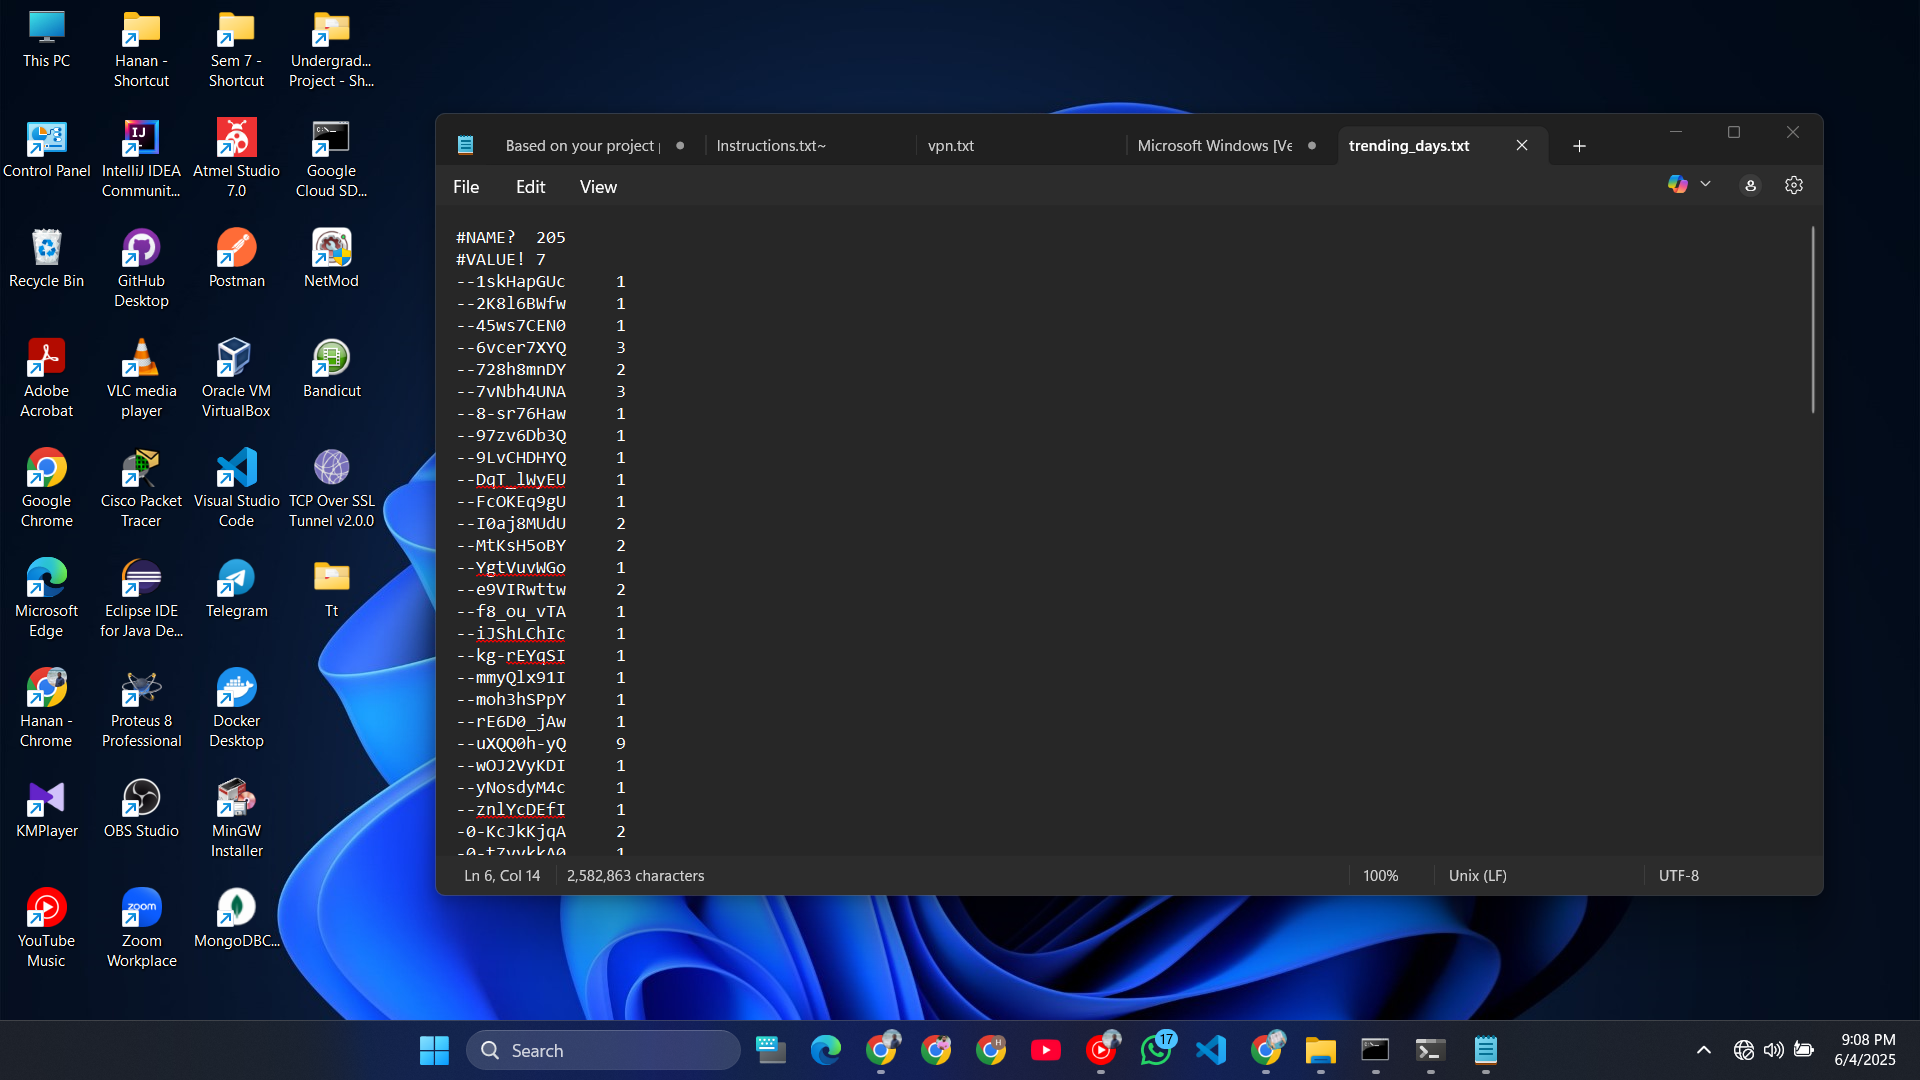 This PC
Hanan -
Shortcut
Sem 7 -
Shortcut
Undergrad...
Project - Sh...
Control Panel
IntelliJ IDEA
Communit...
Atmel Studio
7.0
Google
Cloud SD...
Recycle Bin
GitHub
Desktop
Postman
NetMod
Adobe
Acrobat
VLC media
player
Oracle VM
VirtualBox
Bandicut
Google
Chrome
Cisco Packet
Tracer
Visual Studio
Code
TCP Over SSL
Tunnel v2.0.0
Microsoft
Edge
Eclipse IDE
for Java De...
Telegram
Tt
Hanan -
Chrome
Proteus 8
Professional
Docker
Desktop
KMPlayer
OBS Studio
MinGW
Installer
YouTube
Music
Zoom
Workplace
MongoDBC...
Based on your project
Instructions.txt~
vpn.txt
Microsoft Windows [Ve
trending_days.txt
File Edit View
#NAME? 205
#VALUE! 7
--1skHapGUc 1
--2K8l6BWfw 1
--45ws7CEN0 1
--6vcer7XYQ 3
--728h8mnDY 2
--7vNbh4UNA 3
--8-sr76Haw 1
--97zv6Db3Q 1
--9LvCHDHYQ 1
--DqT_lWyEU 1
--FcOKEq9gU 1
--I0aj8MUdU 2
--MtKsH5oBY 2
--YgtVuvWGo 1
--e9VIRwttw 2
--f8_ou_vTA 1
--iJShLChIc 1
--kg-rEYqSI 1
--mmyQlx91I 1
--moh3hSPpY 1
--rE6D0_jAw 1
--uXQQ0h-yQ 9
--wOJ2VyKDI 1
--yNosdyM4c 1
--znlYcDEfI 1
-0-KcJkKjqA 2
Ln 6, Col 14
2,582,863 characters
100%
Unix (LF)
UTF-8
Search
17
9:08 PM
6/4/2025